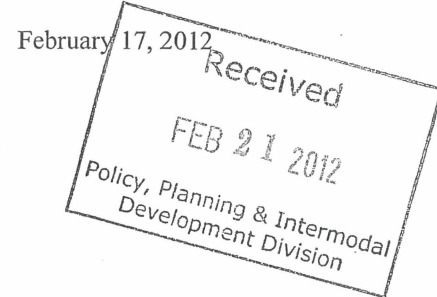 February 17, 2012
Received
FEB 21 2012
Policy, Planning & Intermodal
Development Division